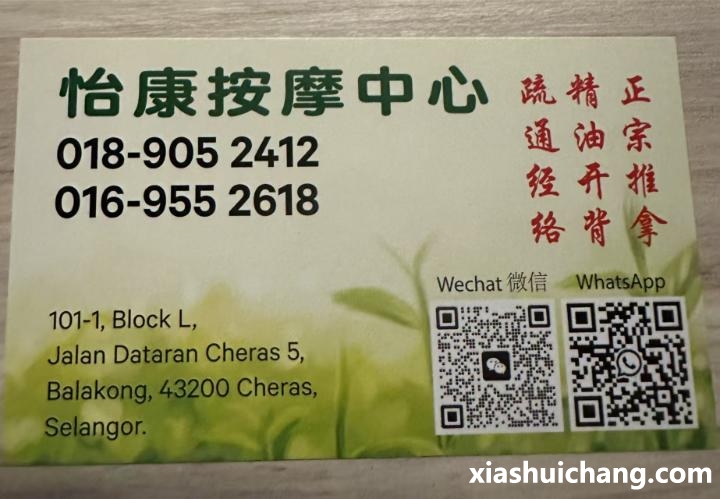 怡康按摩中心
018-905 2412
016-955 2618
正宗推拿
精油开背
疏通经络
Wechat 微信
WhatsApp
101-1, Block L,
Jalan Dataran Cheras 5,
Balakong, 43200 Cheras,
Selangor.
xiashuichang.com